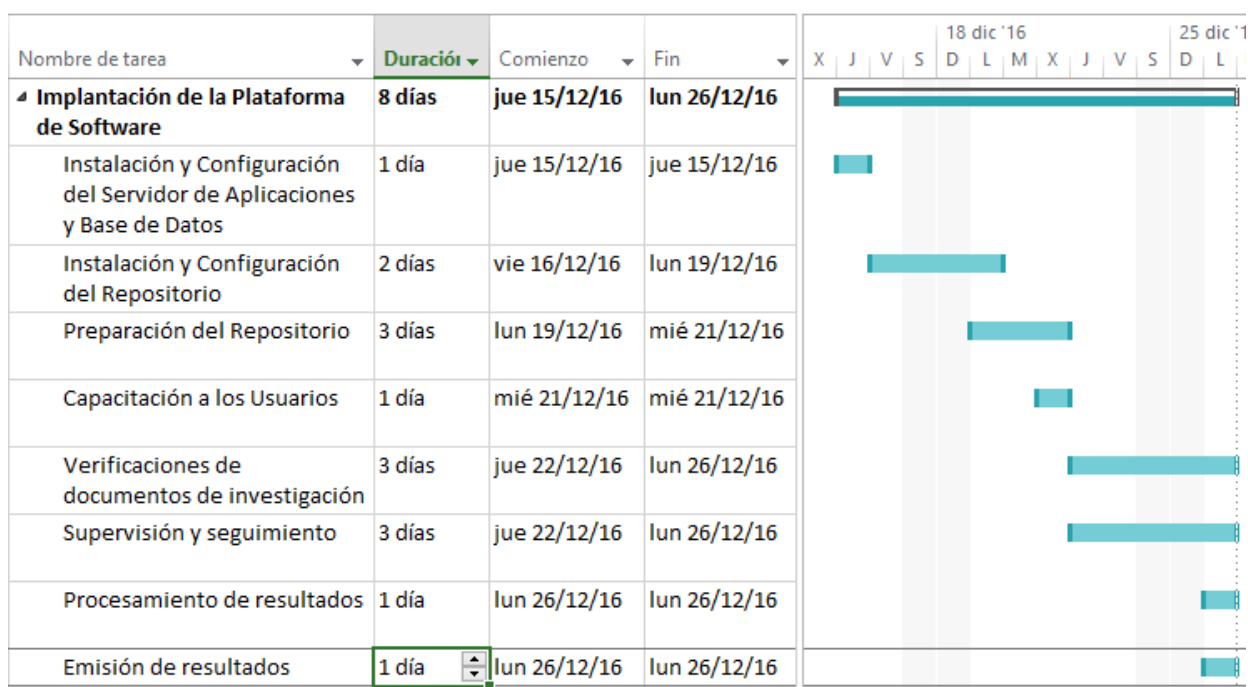 18 dic '16 25 dic '1
Nombre de tarea Duración Comienzo Fin X J V S D L M X J V S D L
Implantación de la Plataforma 8 días jue 15/12/16 lun 26/12/16
de Software
Instalación y Configuración 1 día jue 15/12/16 jue 15/12/16
del Servidor de Aplicaciones
y Base de Datos
Instalación y Configuración 2 días vie 16/12/16 lun 19/12/16
del Repositorio
Preparación del Repositorio 3 días lun 19/12/16 mié 21/12/16
Capacitación a los Usuarios 1 día mié 21/12/16 mié 21/12/16
Verificaciones de 3 días jue 22/12/16 lun 26/12/16
documentos de investigación
Supervisión y seguimiento 3 días jue 22/12/16 lun 26/12/16
Procesamiento de resultados 1 día lun 26/12/16 lun 26/12/16
Emisión de resultados 1 día lun 26/12/16 lun 26/12/16